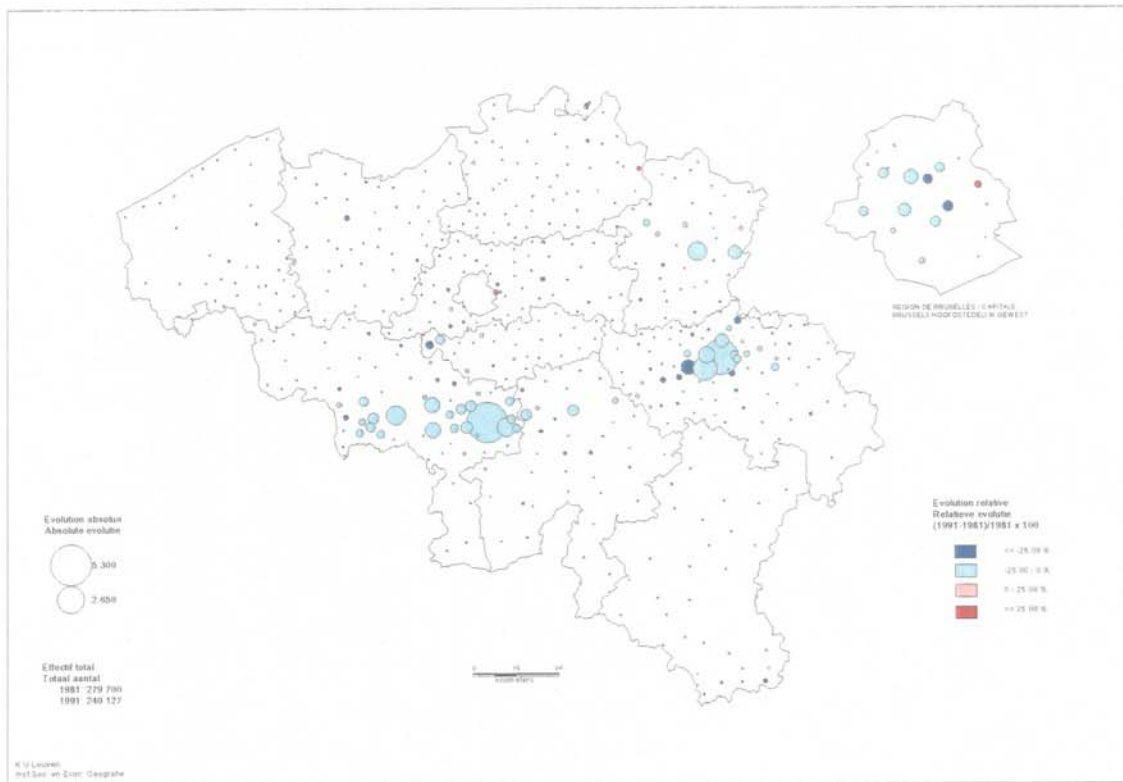 REGION DE BRUXELLES-CAPITALE
BRUSSELS HOOFDSTEDELIJK GEWEST
Evolution absolue
Absolute evolutie
5.300
2.650
Effectif total
Totaal aantal
1981: 279 700
1991: 240 127
kilometers
Evolution relative
Relatieve evolutie
(1991-1981)/1981 x 100
<= -25.00 %
-25.00 - 0 %
0 - 25.00 %
>= 25.00 %
K U Leuven
Inst Soc. en Econ. Geografie